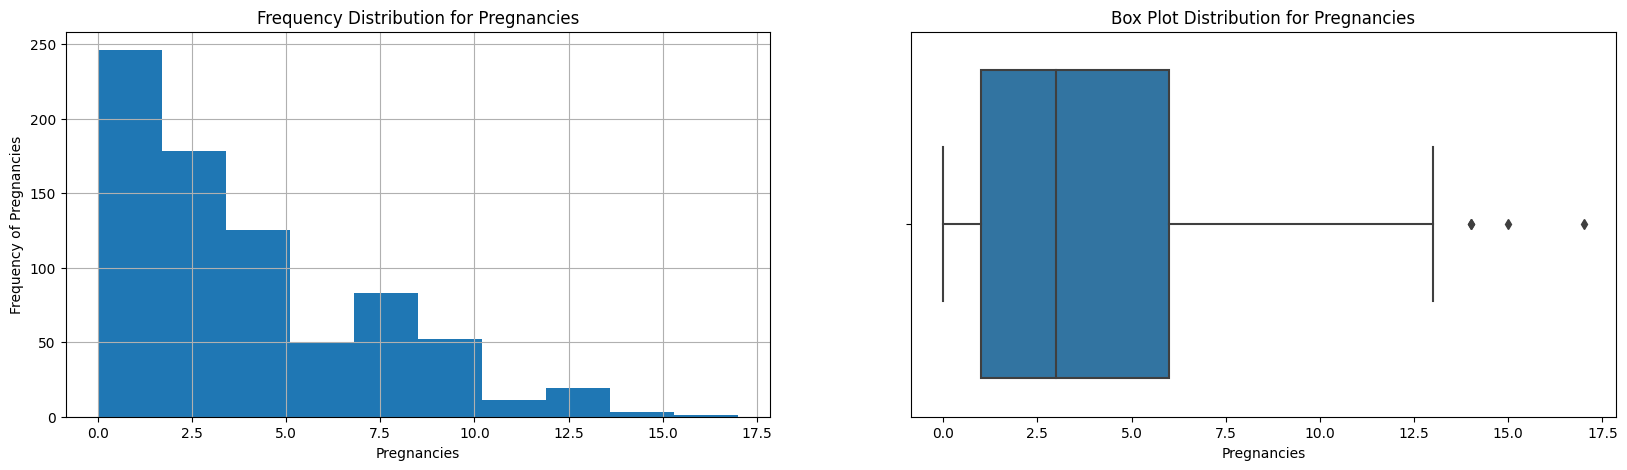 Frequency Distribution for Pregnancies
Frequency of Pregnancies
250
200
150
100
50
0
0.0 2.5 5.0 7.5 10.0 12.5 15.0 17.5
Pregnancies
Box Plot Distribution for Pregnancies
0.0 2.5 5.0 7.5 10.0 12.5 15.0 17.5
Pregnancies